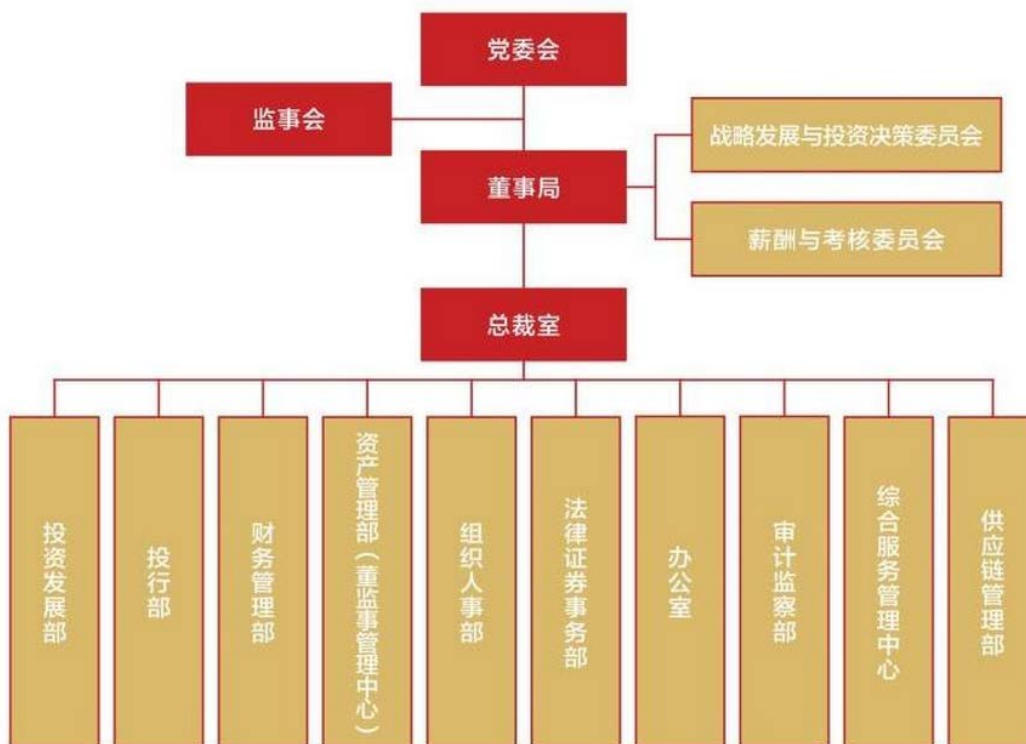 党委会
监事会
战略发展与投资决策委员会
董事局
薪酬与考核委员会
总裁室
投资发展部
投行部
财务管理部
资产管理部（董监事管理中心）
组织人事部
法律证券事务部
办公室
审计监察部
综合服务管理中心
供应链管理部